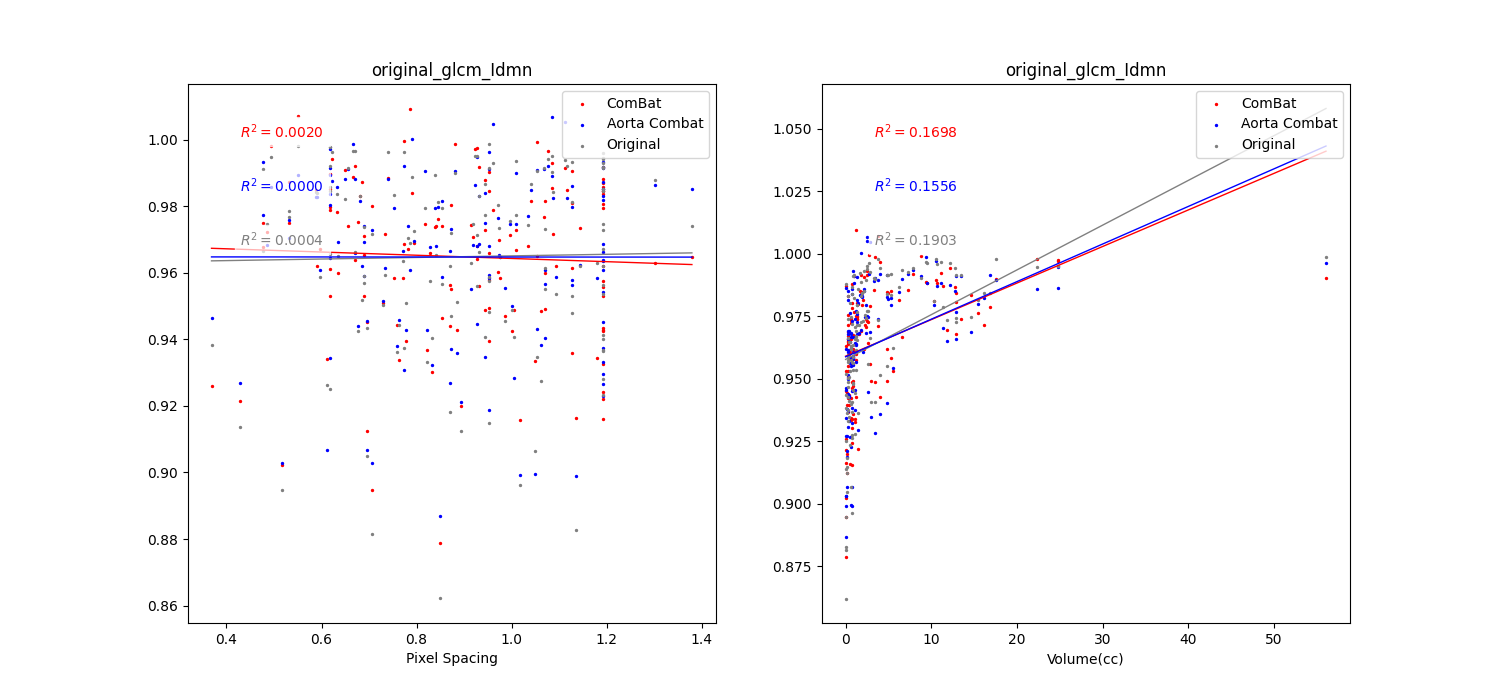 original_glcm_Idmn
ComBat
Aorta Combat
Original
R² = 0.0020
R² = 0.0000
R² = 0.0004
1.00
0.98
0.96
0.94
0.92
0.90
0.88
0.86
0.4 0.6 0.8 1.0 1.2 1.4
Pixel Spacing
original_glcm_Idmn
ComBat
Aorta Combat
Original
R² = 0.1698
R² = 0.1556
R² = 0.1903
1.050
1.025
1.000
0.975
0.950
0.925
0.900
0.875
0 10 20 30 40 50
Volume(cc)